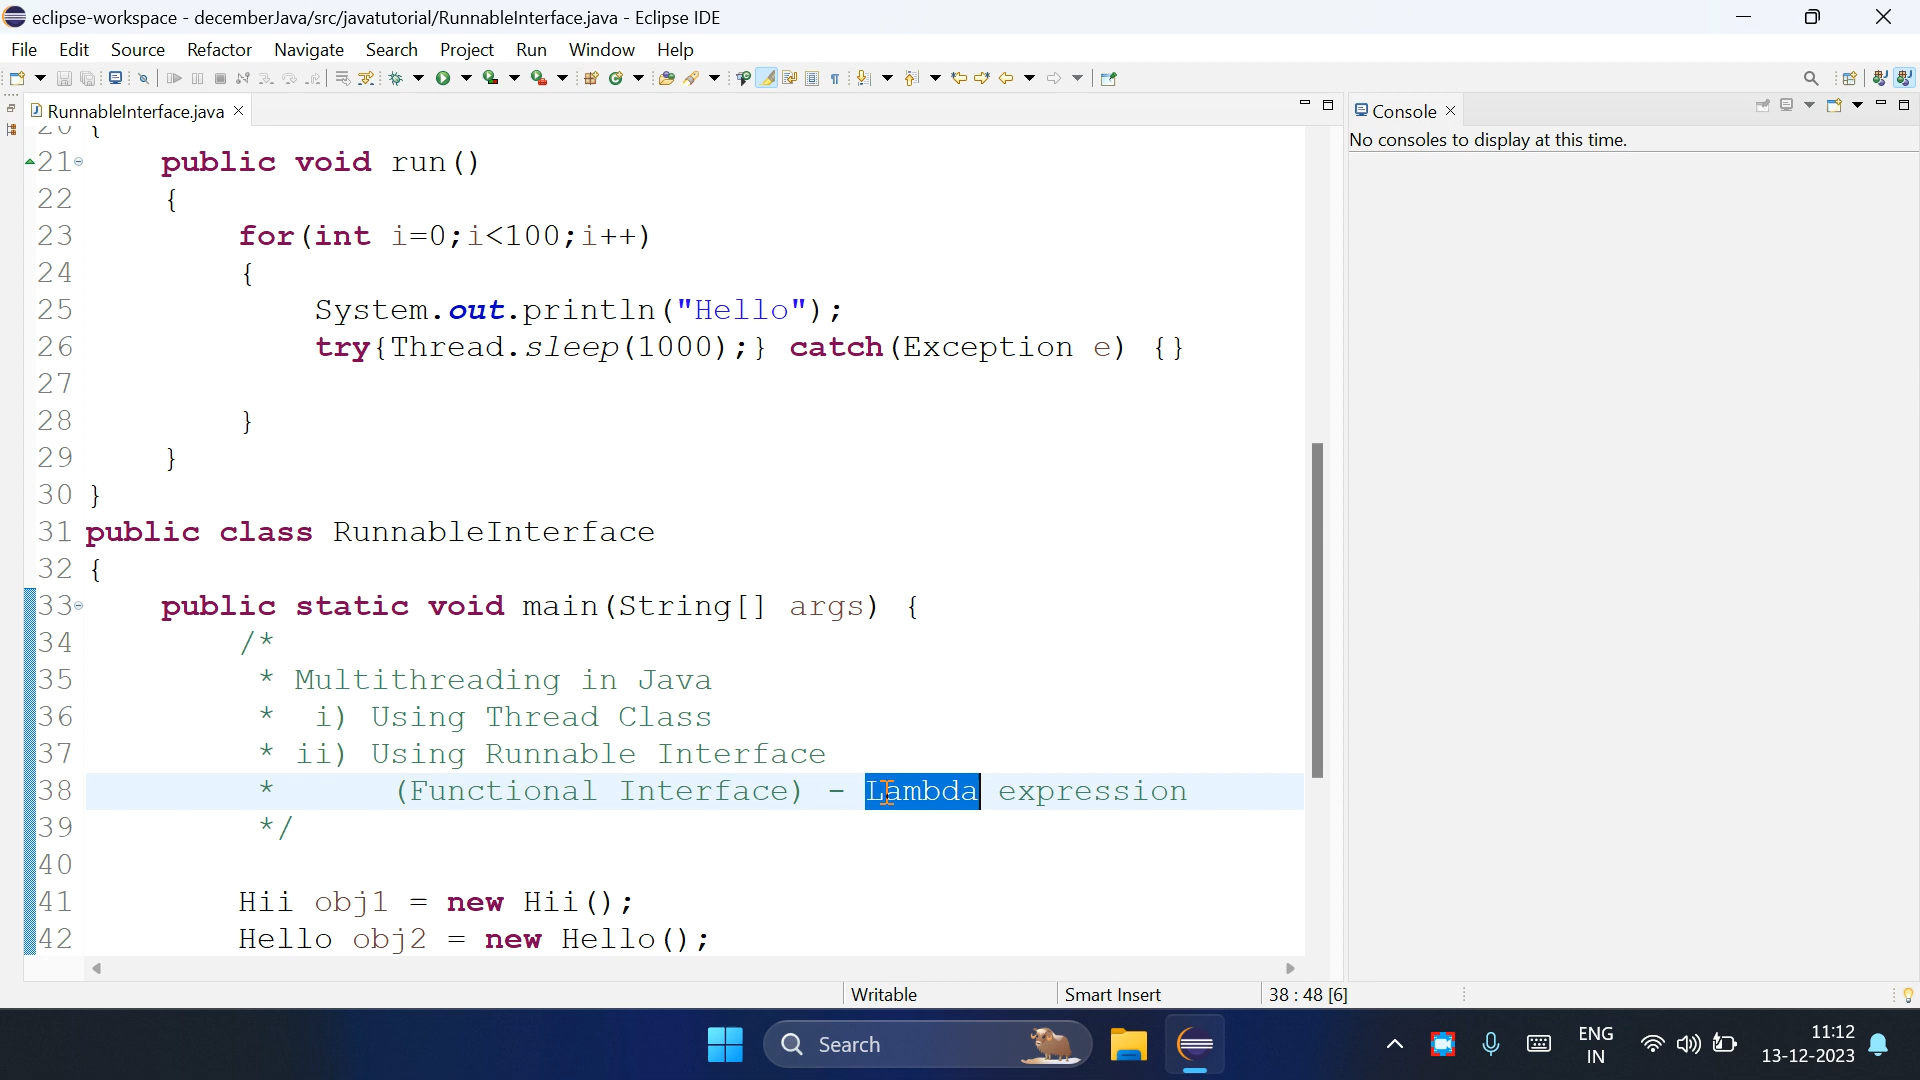 eclipse-workspace - decemberJava/src/javatutorial/RunnableInterface.java - Eclipse IDE
File Edit Source Refactor Navigate Search Project Run Window Help
RunnableInterface.java
Console
No consoles to display at this time.
20 {
21 public void run()
22 {
23 for(int i=0;i<100;i++)
24 {
25 System.out.println("Hello");
26 try{Thread.sleep(1000);} catch(Exception e) {}
27
28 }
29 }
30 }
31 public class RunnableInterface
32 {
33 public static void main(String[] args) {
34 /*
35 * Multithreading in Java
36 * i) Using Thread Class
37 * ii) Using Runnable Interface
38 * (Functional Interface) - Lambda expression
39 */
40
41 Hii obj1 = new Hii();
42 Hello obj2 = new Hello();
Writable Smart Insert 38 : 48 [6]
Search
ENG
IN
11:12
13-12-2023